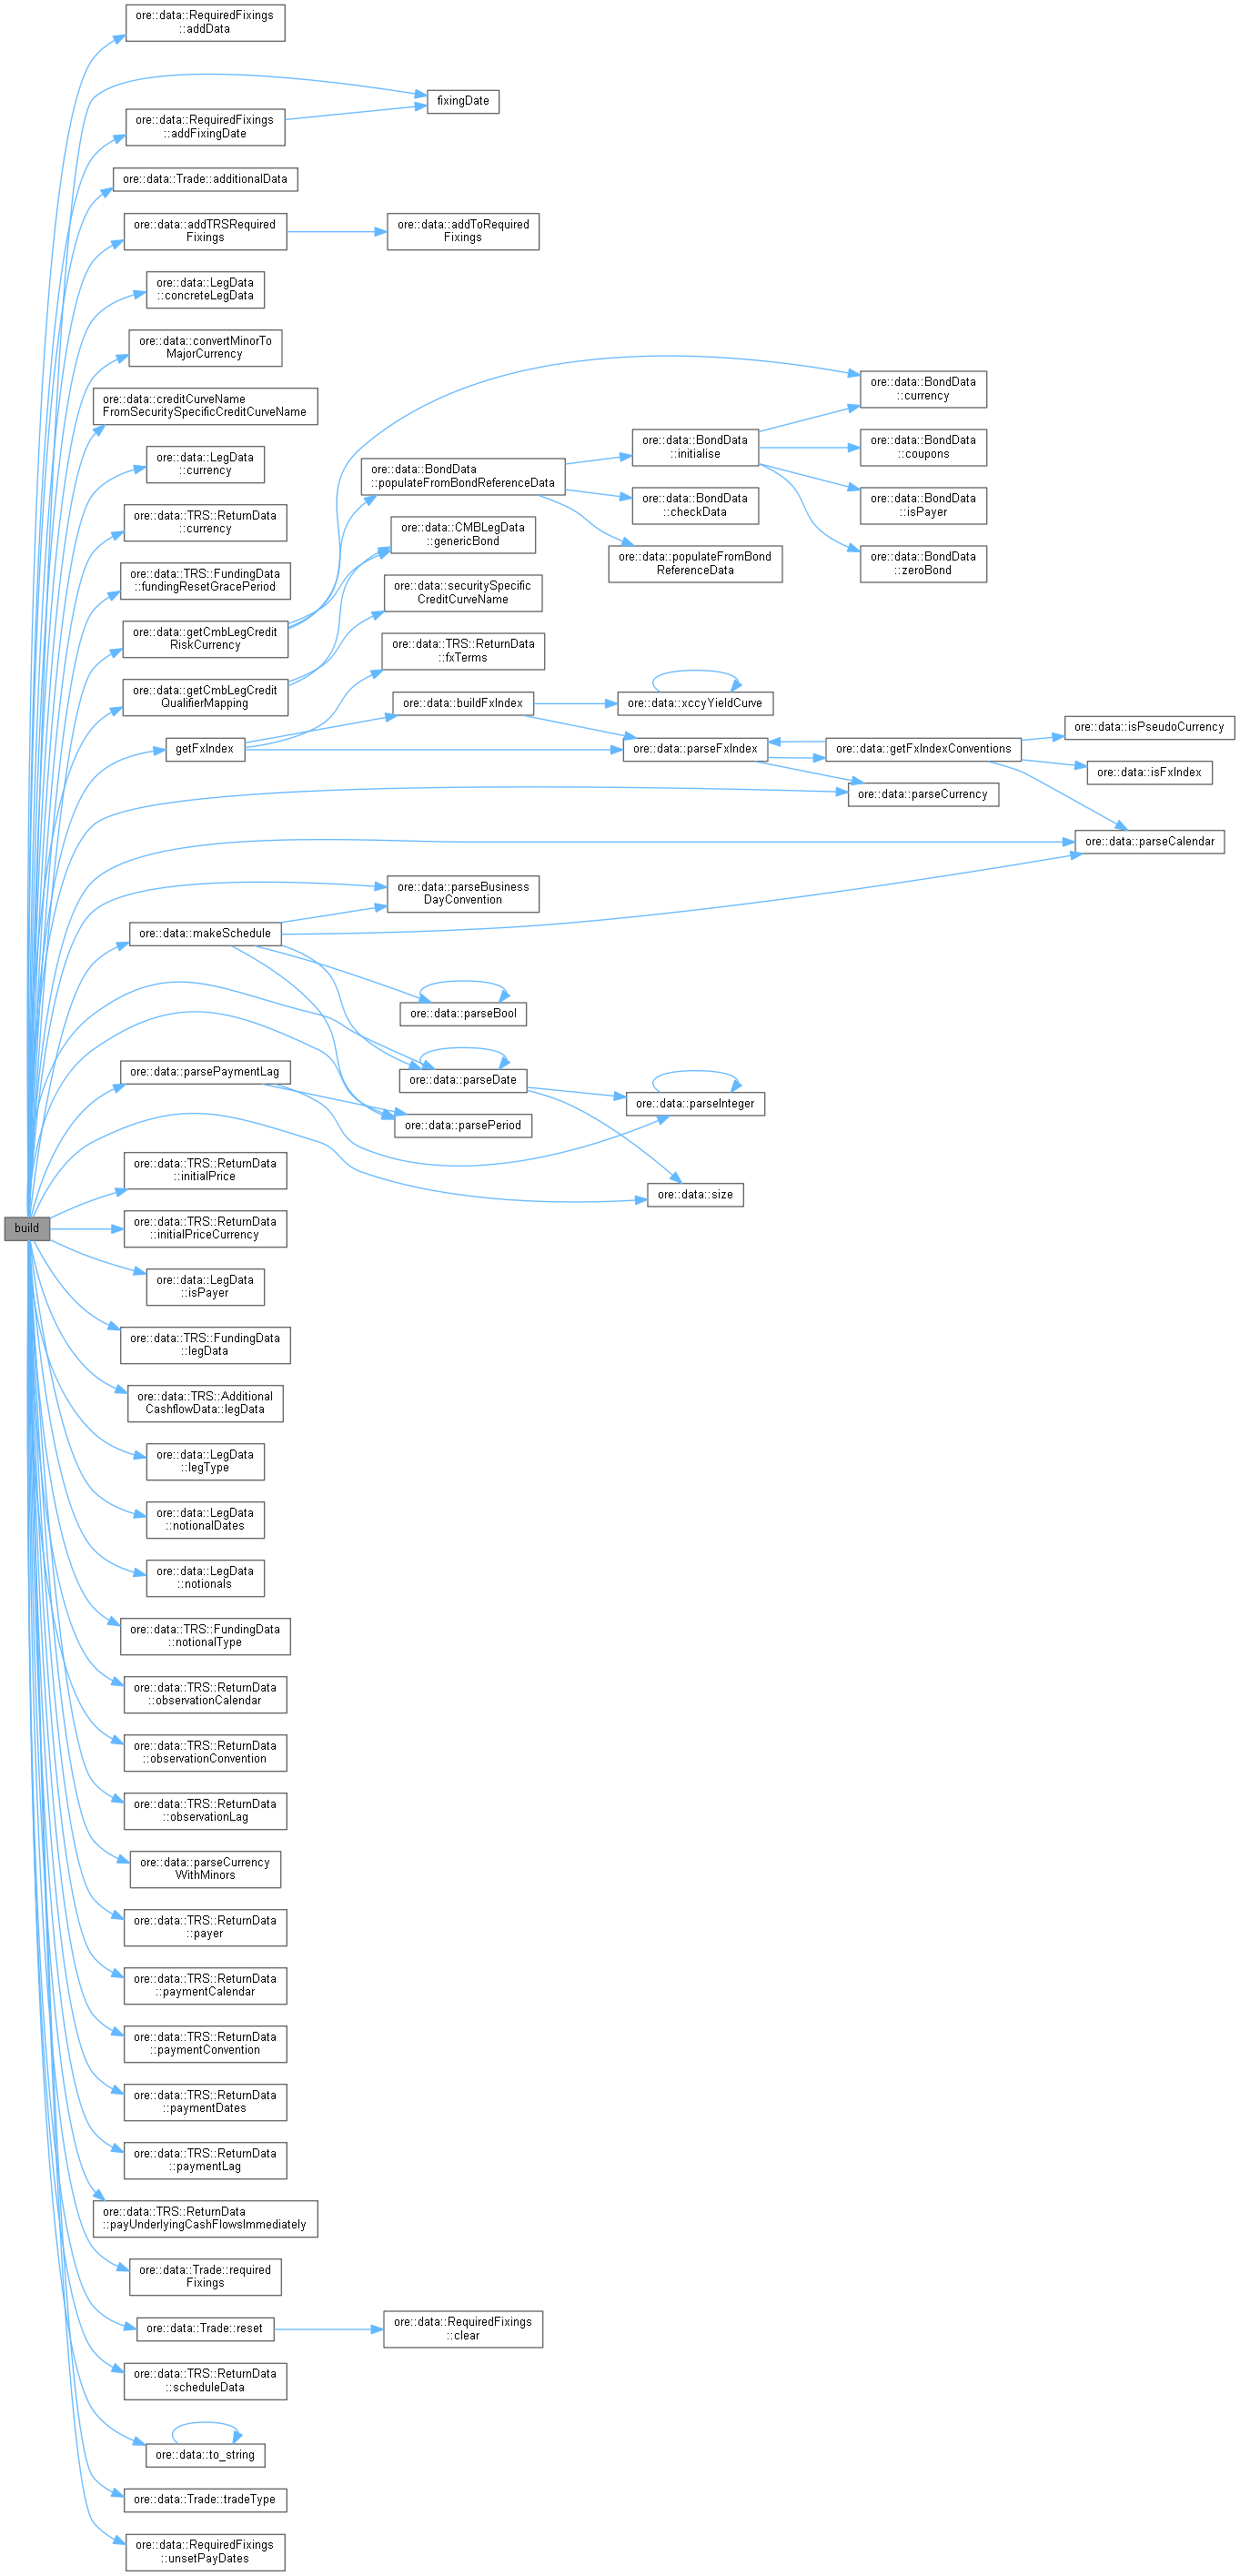 ore::data::RequiredFixings
::addData
fixingDate
ore::data::RequiredFixings
::addFixingDate
ore::data::Trade::additionalData
ore::data::addTRSRequired
Fixings
ore::data::addToRequired
Fixings
ore::data::LegData
::concreteLegData
ore::data::convertMinorTo
MajorCurrency
ore::data::creditCurveName
FromSecuritySpecificCreditCurveName
ore::data::LegData
::currency
ore::data::TRS::ReturnData
::currency
ore::data::TRS::FundingData
::fundingResetGracePeriod
ore::data::getCmbLegCredit
RiskCurrency
ore::data::getCmbLegCredit
QualifierMapping
getFxIndex
ore::data::BondData
::populateFromBondReferenceData
ore::data::CMBLegData
::genericBond
ore::data::securitySpecific
CreditCurveName
ore::data::TRS::ReturnData
::fxTerms
ore::data::buildFxIndex
ore::data::BondData
::initialise
ore::data::BondData
::checkData
ore::data::populateFromBond
ReferenceData
ore::data::xccyYieldCurve
ore::data::parseFxIndex
ore::data::BondData
::currency
ore::data::BondData
::coupons
ore::data::BondData
::isPayer
ore::data::BondData
::zeroBond
ore::data::getFxIndexConventions
ore::data::parseCurrency
ore::data::isPseudoCurrency
ore::data::isFxIndex
ore::data::parseCalendar
ore::data::parseBusiness
DayConvention
ore::data::makeSchedule
ore::data::parseBool
ore::data::parsePaymentLag
ore::data::parseDate
ore::data::parsePeriod
ore::data::parseInteger
ore::data::size
ore::data::TRS::ReturnData
::initialPrice
build
ore::data::TRS::ReturnData
::initialPriceCurrency
ore::data::LegData
::isPayer
ore::data::TRS::FundingData
::legData
ore::data::TRS::Additional
CashflowData::legData
ore::data::LegData
::legType
ore::data::LegData
::notionalDates
ore::data::LegData
::notionals
ore::data::TRS::FundingData
::notionalType
ore::data::TRS::ReturnData
::observationCalendar
ore::data::TRS::ReturnData
::observationConvention
ore::data::TRS::ReturnData
::observationLag
ore::data::parseCurrency
WithMinors
ore::data::TRS::ReturnData
::payer
ore::data::TRS::ReturnData
::paymentCalendar
ore::data::TRS::ReturnData
::paymentConvention
ore::data::TRS::ReturnData
::paymentDates
ore::data::TRS::ReturnData
::paymentLag
ore::data::TRS::ReturnData
::payUnderlyingCashFlowsImmediately
ore::data::Trade::required
Fixings
ore::data::Trade::reset
ore::data::RequiredFixings
::clear
ore::data::TRS::ReturnData
::scheduleData
ore::data::to_string
ore::data::Trade::tradeType
ore::data::RequiredFixings
::unsetPayDates